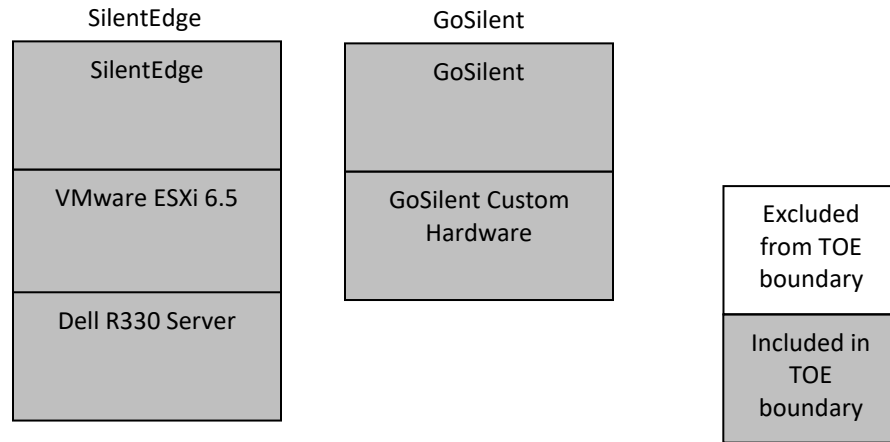 SilentEdge
SilentEdge
VMware ESXi 6.5
Dell R330 Server
GoSilent
GoSilent
GoSilent Custom
Hardware
Excluded
from TOE
boundary
Included in
TOE
boundary